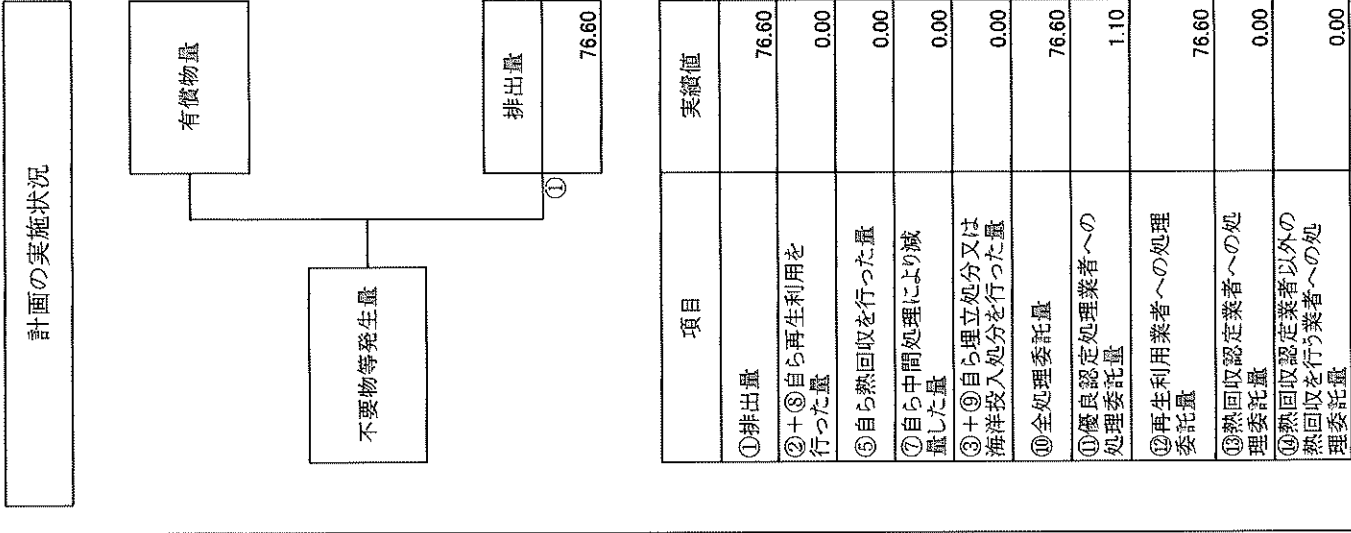 計画の実施状況
不要物等発生量
有償物量
①
排出量
76.60
項目
実績値
①排出量
76.60
②+⑧自ら再生利用を
行った量
0.00
⑤自ら熱回収を行った量
0.00
⑦自ら中間処理により減
量した量
0.00
③+⑨自ら埋立処分又は
海洋投入処分を行った量
0.00
⑩全処理委託量
76.60
⑪優良認定処理業者への
処理委託量
1.10
⑫再生利用業者への処理
委託量
76.60
⑬熱回収認定業者への処
理委託量
0.00
⑭熱回収認定業者以外の
熱回収を行う業者への処
理委託量
0.00